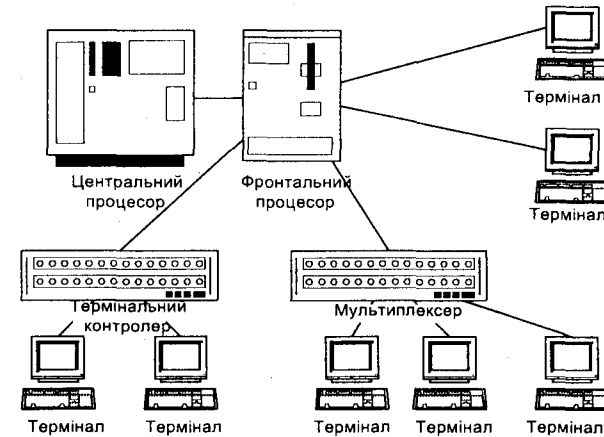 Термінал
Термінал
Центральний
процесор
Фронтальний
процесор
Термінальний
контролер
Мультиплексер
Термінал
Термінал
Термінал
Термінал
Термінал